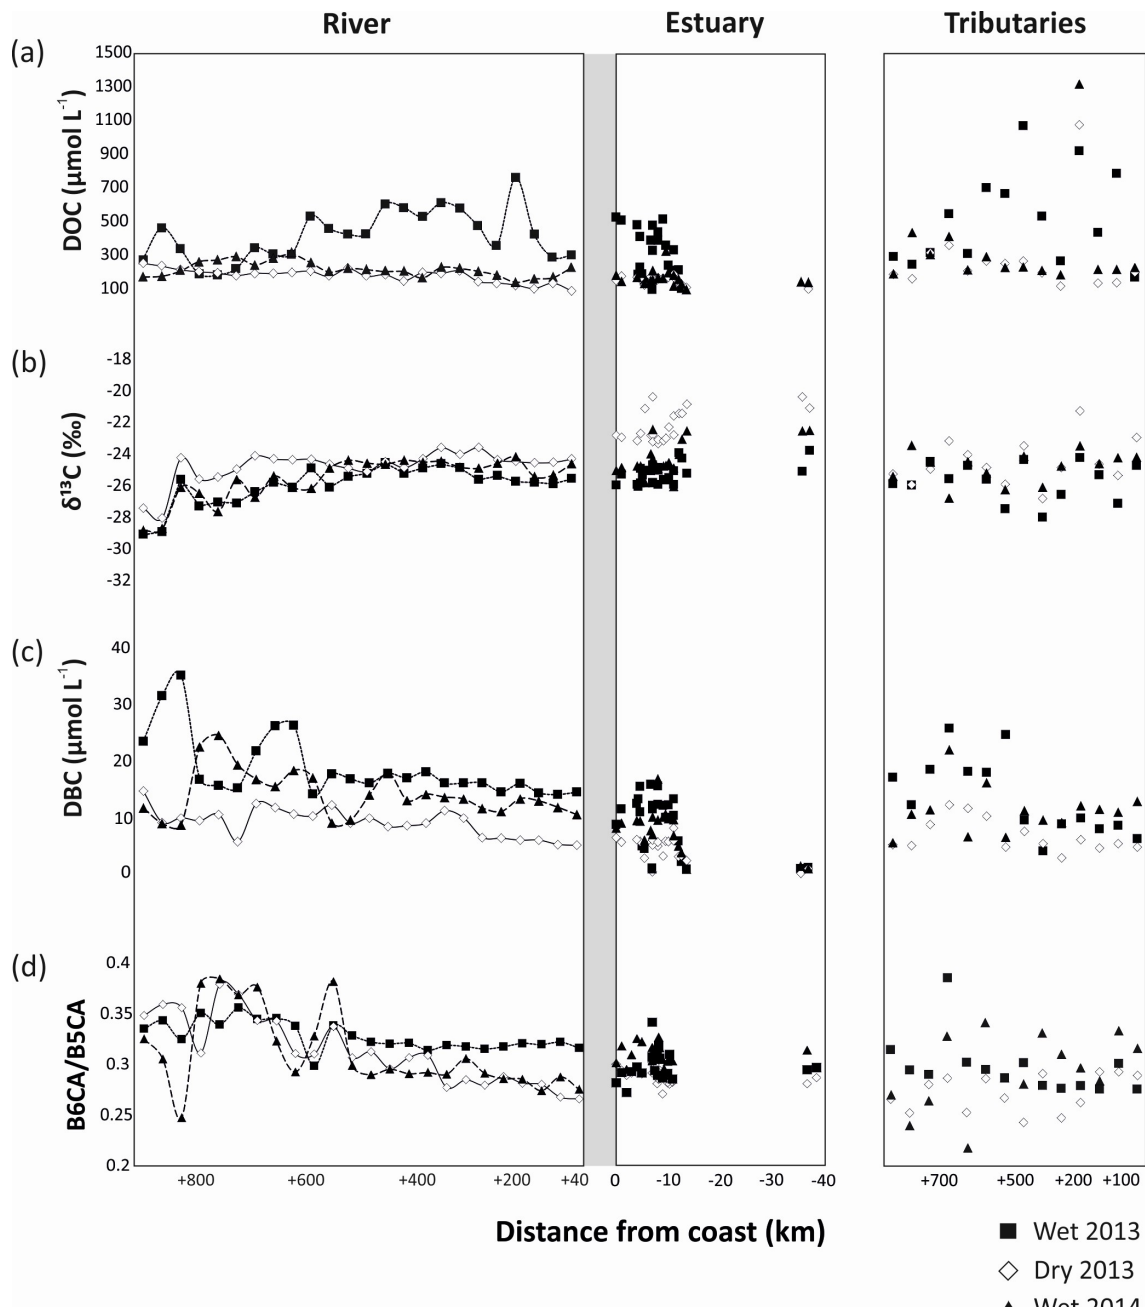 River Estuary Tributaries
(a)
DOC (µmol L⁻¹)
1500
1300
1100
900
700
500
300
100
(b)
δ¹³C (‰)
-18
-20
-22
-24
-26
-28
-30
-32
(c)
DBC (µmol L⁻¹)
40
30
20
10
0
(d)
B6CA/B5CA
0.4
0.35
0.3
0.25
0.2
+800 +600 +400 +200 +40 0 -10 -20 -30 -40 +700 +500 +200 +100
Distance from coast (km)
Wet 2013
Dry 2013
Wet 2014